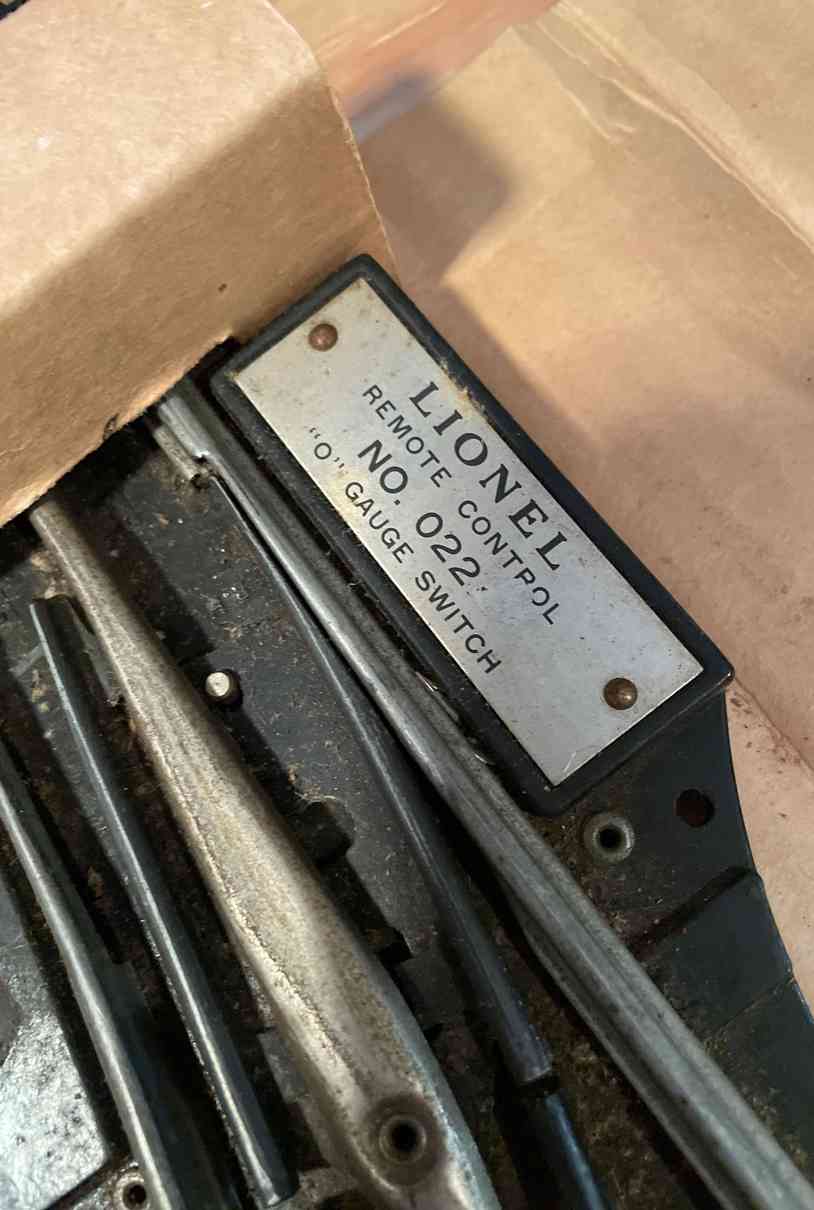 LIONEL
REMOTE CONTROL
NO. 022
"O" GAUGE SWITCH